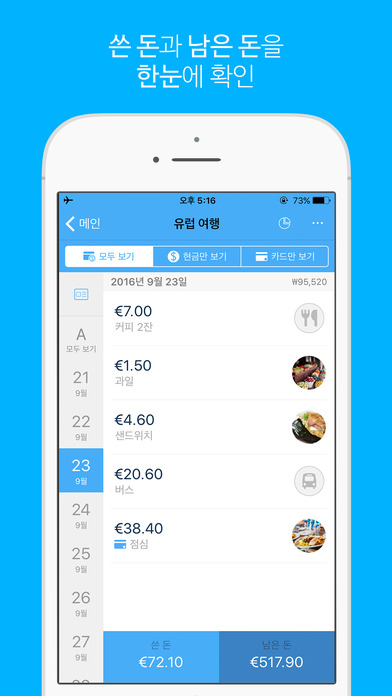 쓴 돈과 남은 돈을
한눈에 확인
오후 5:16
73%
메인
유럽 여행
모두 보기
현금만 보기
카드만 보기
2016년 9월 23일
₩95,520
A
모두 보기
21
9월
22
9월
23
9월
24
9월
25
9월
26
9월
27
9월
€7.00
커피 2잔
€1.50
과일
€4.60
샌드위치
€20.60
버스
€38.40
점심
쓴 돈
€72.10
남은 돈
€517.90